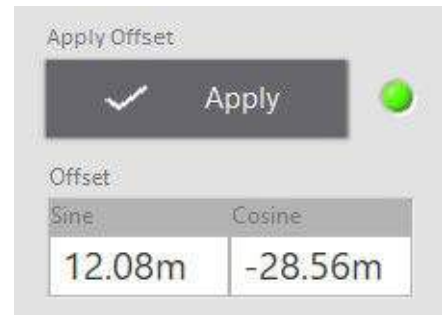 Apply Offset
Apply
Offset
Sine Cosine
12.08m -28.56m